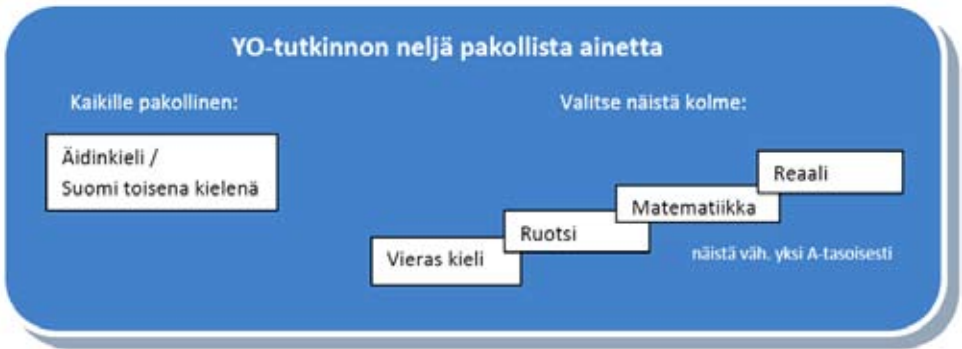 YO-tutkinnon neljä pakollista ainetta
Kaikille pakollinen:
Äidinkieli /
Suomi toisena kielenä
Valitse näistä kolme:
Vieras kieli
Ruotsi
Matematiikka
Reaali
näistä väh. yksi A-tasoisesti